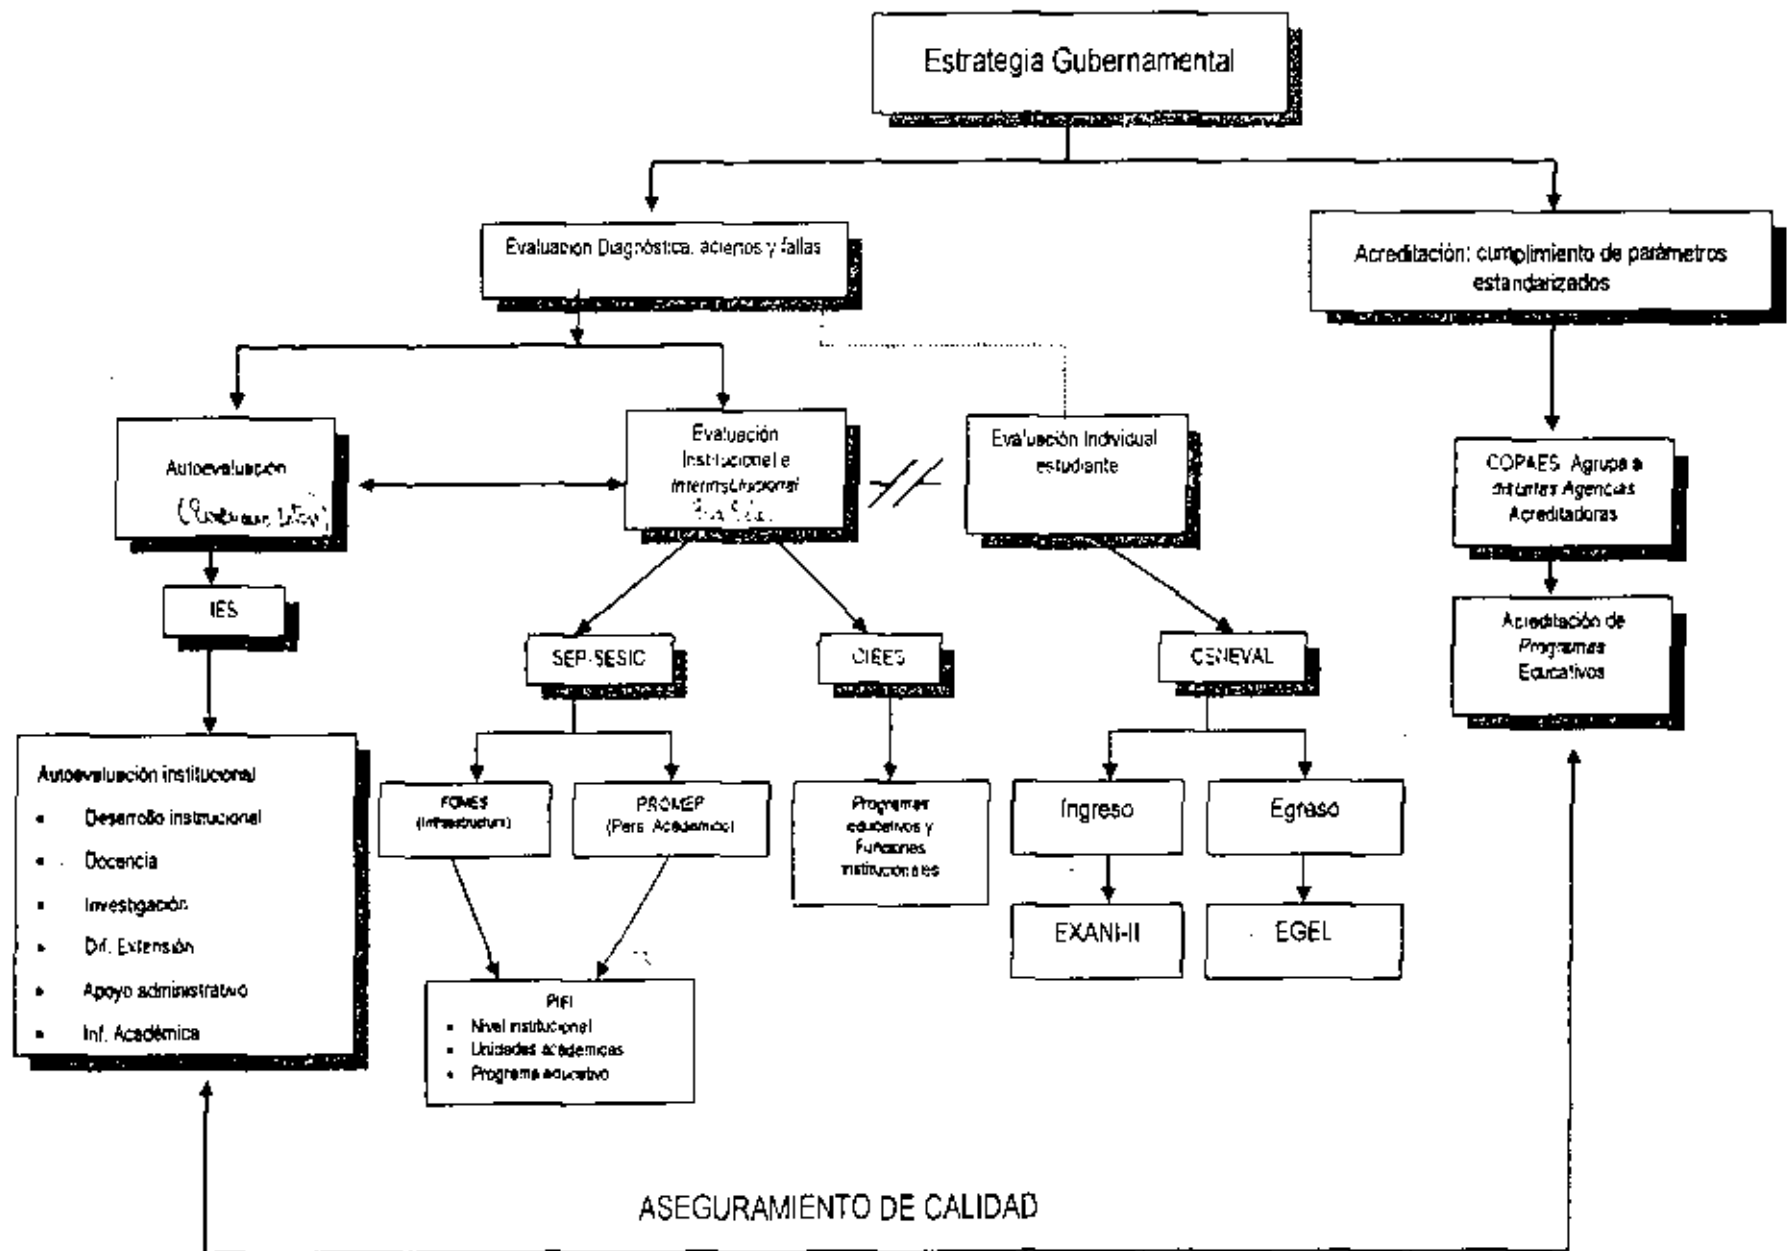 Estrategia Gubernamental
Evaluación Diagnóstica: aciertos y fallas
Acreditación: cumplimiento de parámetros
estandarizados
Autoevaluación
Evaluación
Institucional e
Interinstitucional
Evaluación Individual
estudiante
COPAES: Agrupa a
distintas Agencias
Acreditadoras
IES
SEP-SESIC
CIEES
CENEVAL
Acreditación de
Programas
Educativos
Autoevaluación institucional
• Desarrollo institucional
• Docencia
• Investigación
• Dif. Extensión
• Apoyo administrativo
• Inf. Académica
FOMES
(Infraestructura)
PROMEP
(Pers. Académico)
Programas
educativos y
Funciones
institucionales
Ingreso
Egreso
EXANI-II
EGEL
PIFI
• Nivel institucional
• Unidades académicas
• Programa educativo
ASEGURAMIENTO DE CALIDAD